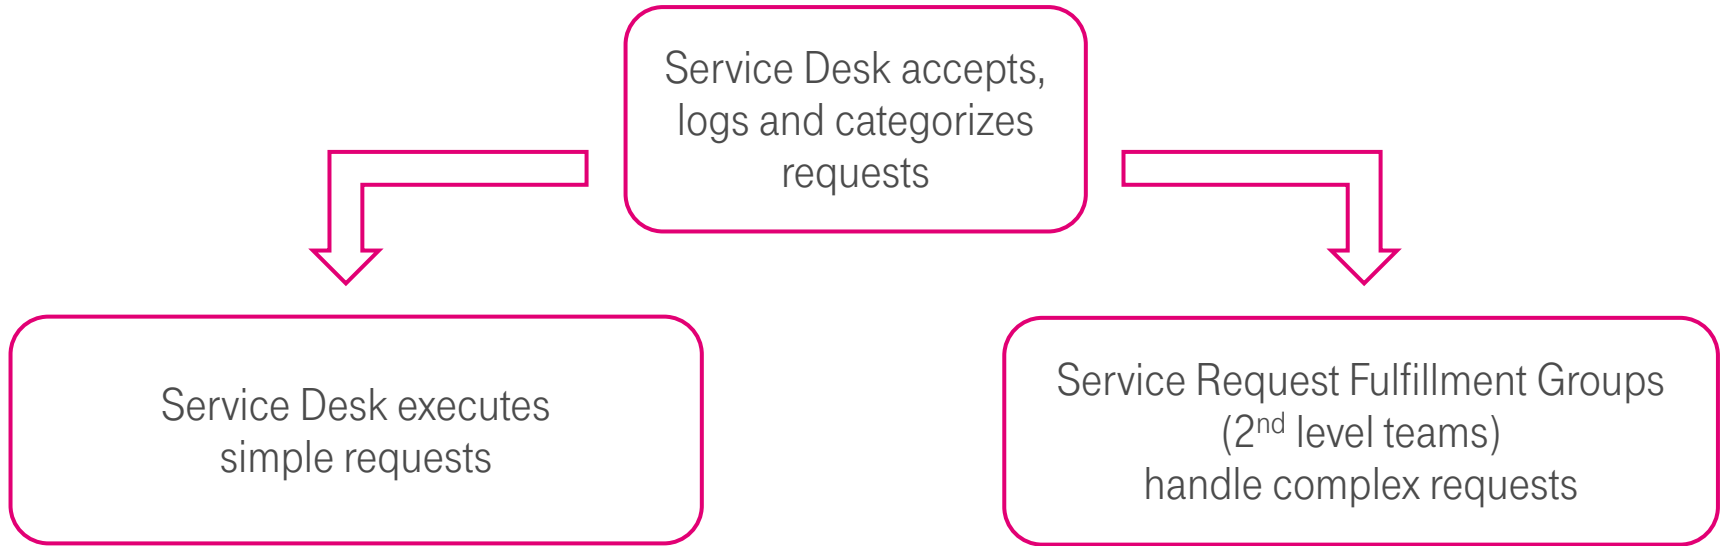 Service Desk accepts,
logs and categorizes
requests
Service Desk executes
simple requests
Service Request Fulfillment Groups
(2nd level teams)
handle complex requests